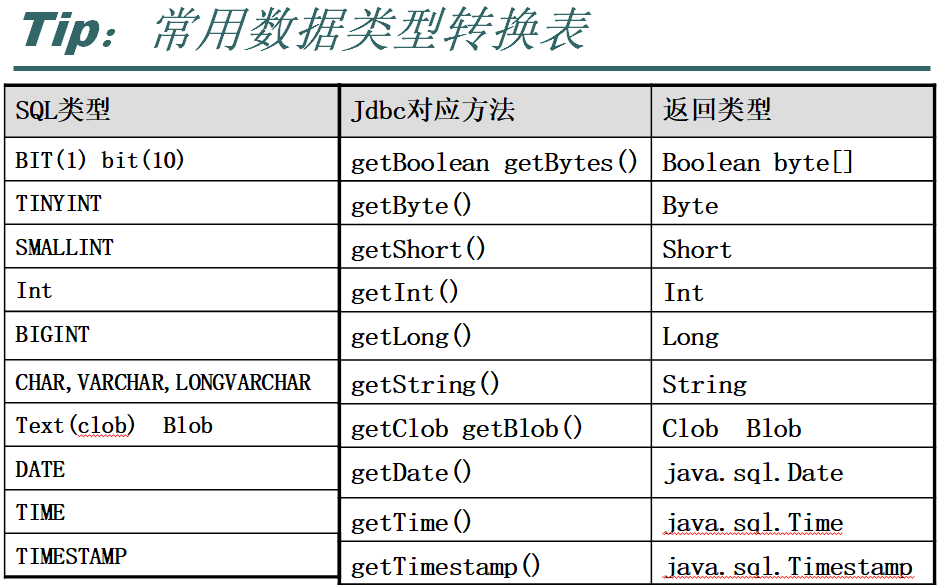 Tip：常用数据类型转换表
SQL类型 Jdbc对应方法 返回类型
BIT(1) bit(10) getBoolean getBytes() Boolean byte[]
TINYINT getByte() Byte
SMALLINT getShort() Short
Int getInt() Int
BIGINT getLong() Long
CHAR,VARCHAR,LONGVARCHAR getString() String
Text(clob) Blob getClob getBlob() Clob Blob
DATE getDate() java.sql.Date
TIME getTime() java.sql.Time
TIMESTAMP getTimestamp() java.sql.Timestamp